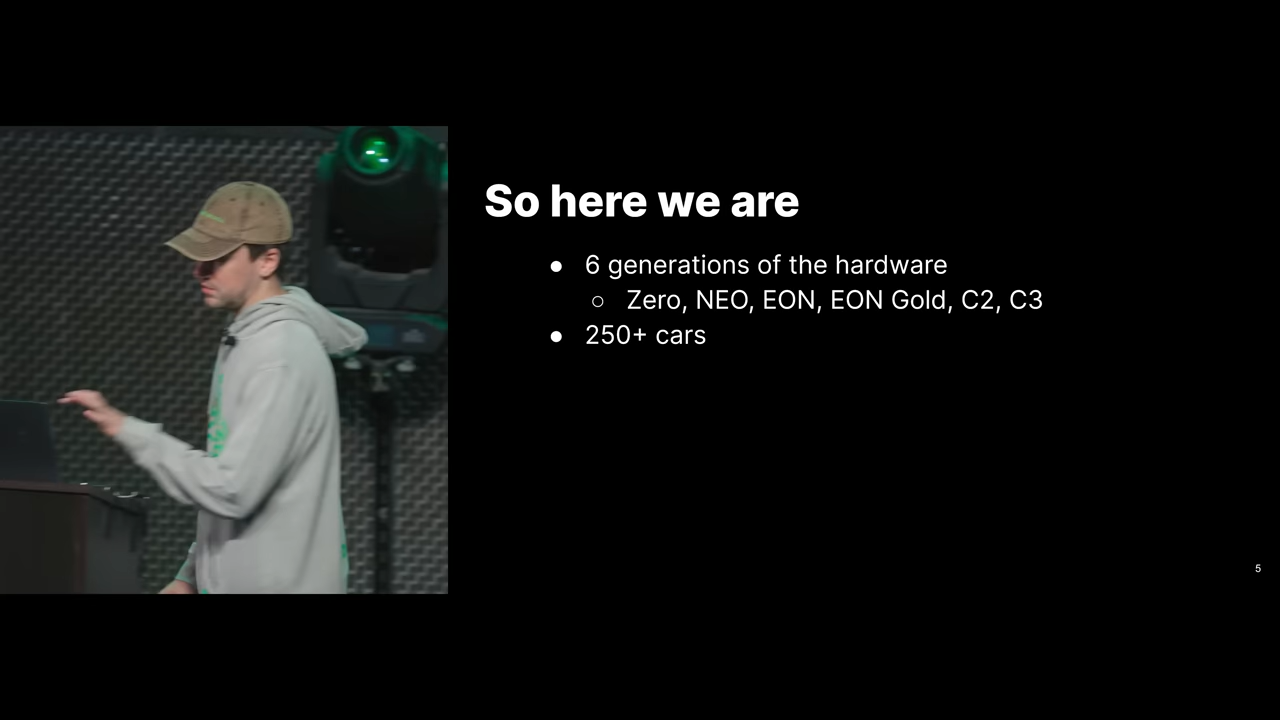 So here we are
● 6 generations of the hardware
○ Zero, NEO, EON, EON Gold, C2, C3
● 250+ cars
5